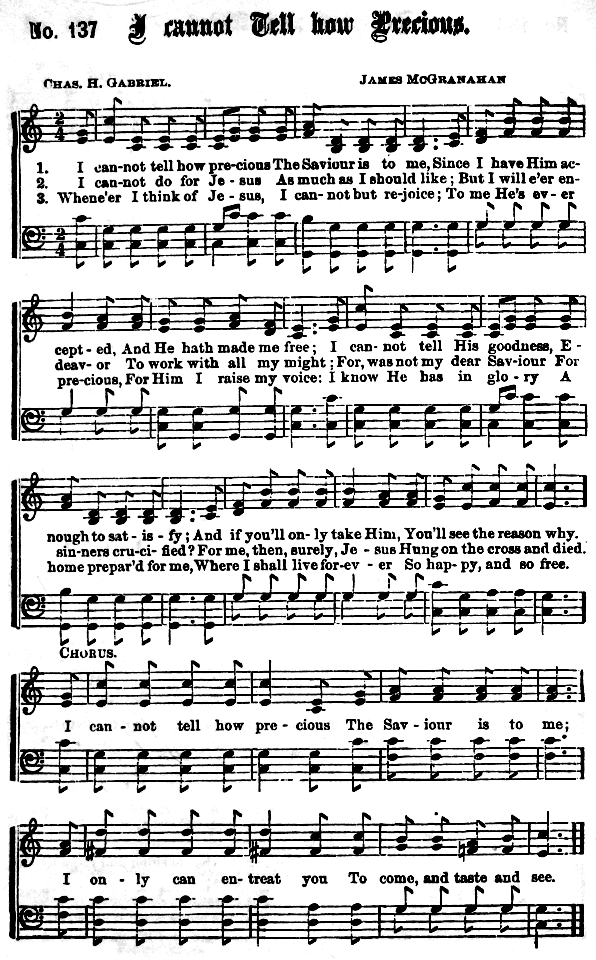 No. 137 I cannot Tell how Precious.
CHAS. H. GABRIEL. JAMES MCGRANAHAN
1. I can-not tell how pre-cious The Saviour is to me, Since I have Him ac-
2. I can-not do for Je - sus As much as I should like; But I will e'er en-
3. Whene'er I think of Je - sus, I can-not but re-joice; To me He's ev - er
cept - ed, And He hath made me free; I can - not tell His goodness, E -
deav - or To work with all my might; For, was not my dear Sav-iour For
pre-cious, For Him I raise my voice: I know He has in glo - ry A
nough to sat - is - fy; And if you'll on- ly take Him, You'll see the reason why.
sin-ners cru-ci - fied? For me, then, surely, Je - sus Hung on the cross and died.
home prepar'd for me, Where I shall live for-ev - er So hap-py, and so free.
CHORUS.
I can - not tell how pre - cious The Sav - iour is to me;
I on - ly can en-treat you To come, and taste and see.